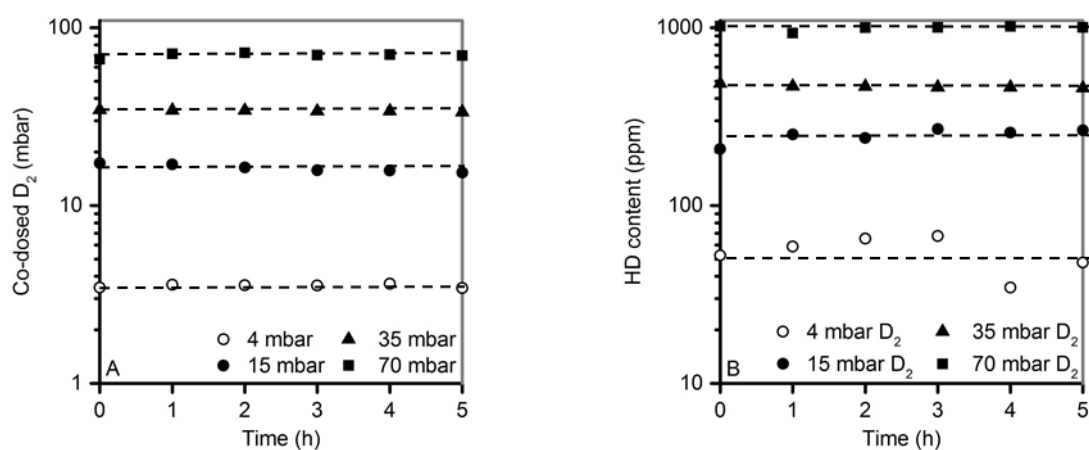 100
10
1
Co-dosed D₂ (mbar)
4 mbar
35 mbar
15 mbar
70 mbar
A
0 1 2 3 4 5
Time (h)
1000
100
10
HD content (ppm)
4 mbar D₂
35 mbar D₂
15 mbar D₂
70 mbar D₂
B
0 1 2 3 4 5
Time (h)